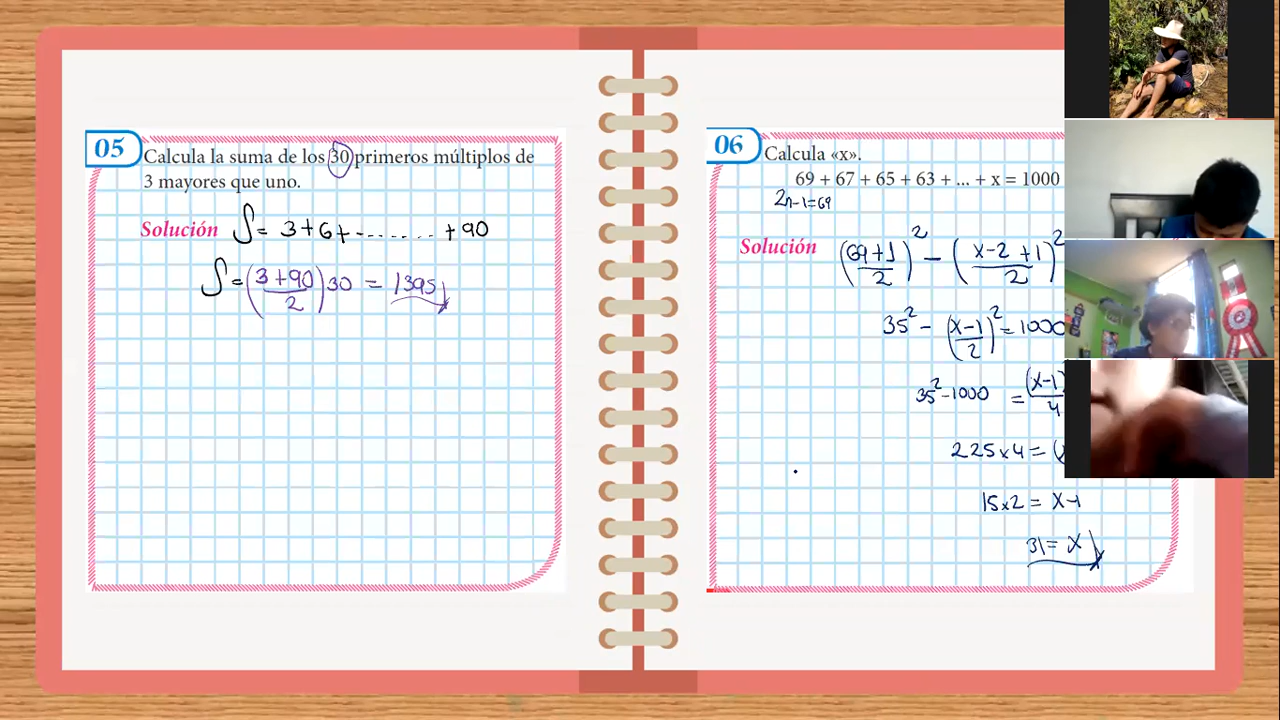 05
Calcula la suma de los 30 primeros múltiplos de
3 mayores que uno.
Solución S = 3+6+........+90
S = (3+90/2)30 = 1395
06
Calcula «x».
69 + 67 + 65 + 63 + ... + x = 1000
2n-1=69
Solución (69+1/2)² - (x-2+1/2)²
35² - (x-1/2)² = 1000
35²-1000 = (x-1)/4
225x4 = (
15x2 = x-1
31 = x